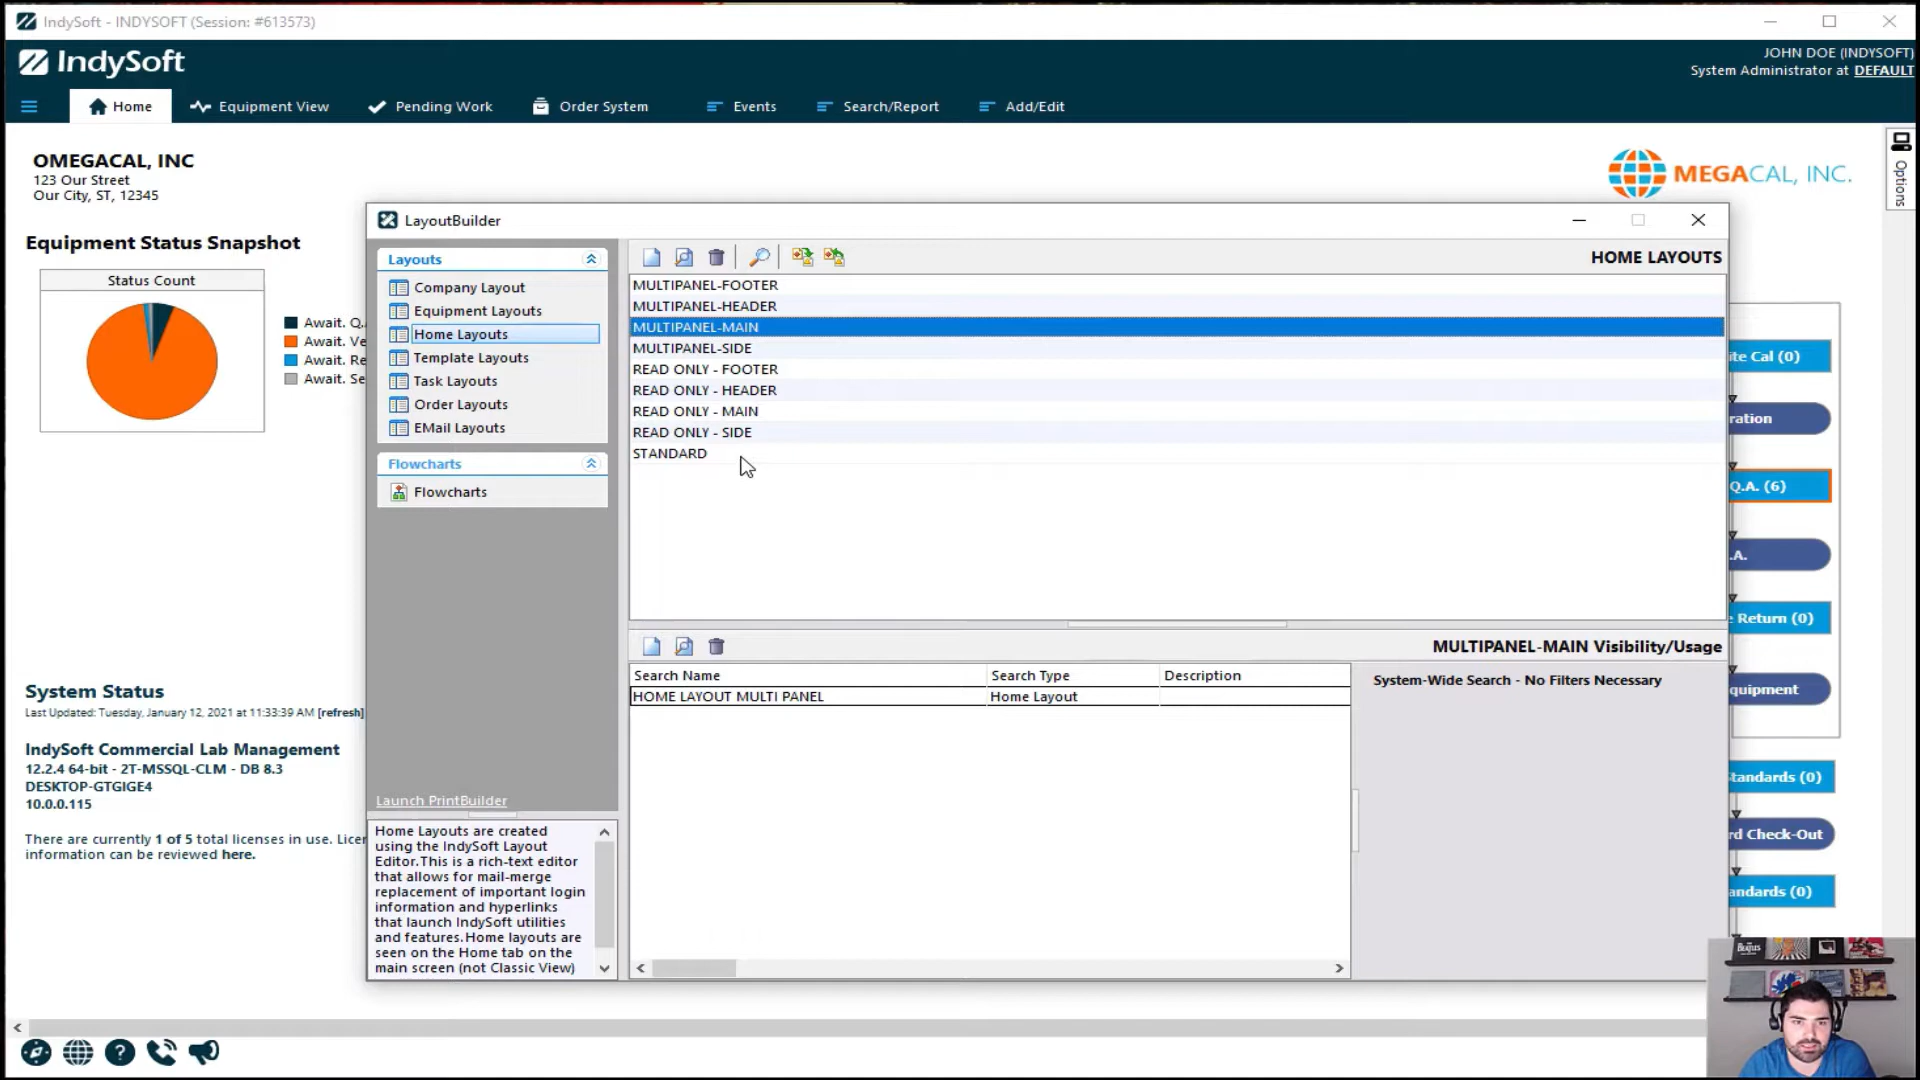 IndySoft - INDYSOFT (Session: #613573)
IndySoft
JOHN DOE (INDYSOFT)
System Administrator at DEFAULT
Home
Equipment View
Pending Work
Order System
Events
Search/Report
Add/Edit
OMEGACAL, INC
123 Our Street
Our City, ST, 12345
MEGACAL, INC.
Options
Equipment Status Snapshot
Status Count
Await. Q.
Await. Ve
Await. Re
Await. Se
LayoutBuilder
Layouts
Company Layout
Equipment Layouts
Home Layouts
Template Layouts
Task Layouts
Order Layouts
EMail Layouts
Flowcharts
Flowcharts
Launch PrintBuilder
Home Layouts are created
using the IndySoft Layout
Editor.This is a rich-text editor
that allows for mail-merge
replacement of important login
information and hyperlinks
that launch IndySoft utilities
and features.Home layouts are
seen on the Home tab on the
main screen (not Classic View)
HOME LAYOUTS
MULTIPANEL-FOOTER
MULTIPANEL-HEADER
MULTIPANEL-MAIN
MULTIPANEL-SIDE
READ ONLY - FOOTER
READ ONLY - HEADER
READ ONLY - MAIN
READ ONLY - SIDE
STANDARD
MULTIPANEL-MAIN Visibility/Usage
Search Name
Search Type
Description
HOME LAYOUT MULTI PANEL
Home Layout
System-Wide Search - No Filters Necessary
ite Cal (0)
ration
Q.A. (6)
.A.
Return (0)
quipment
tandards (0)
rd Check-Out
andards (0)
System Status
Last Updated: Tuesday, January 12, 2021 at 11:33:39 AM [refresh]
IndySoft Commercial Lab Management
12.2.4 64-bit - 2T-MSSQL-CLM - DB 8.3
DESKTOP-GTGIGE4
10.0.0.115
There are currently 1 of 5 total licenses in use. Licen
information can be reviewed here.